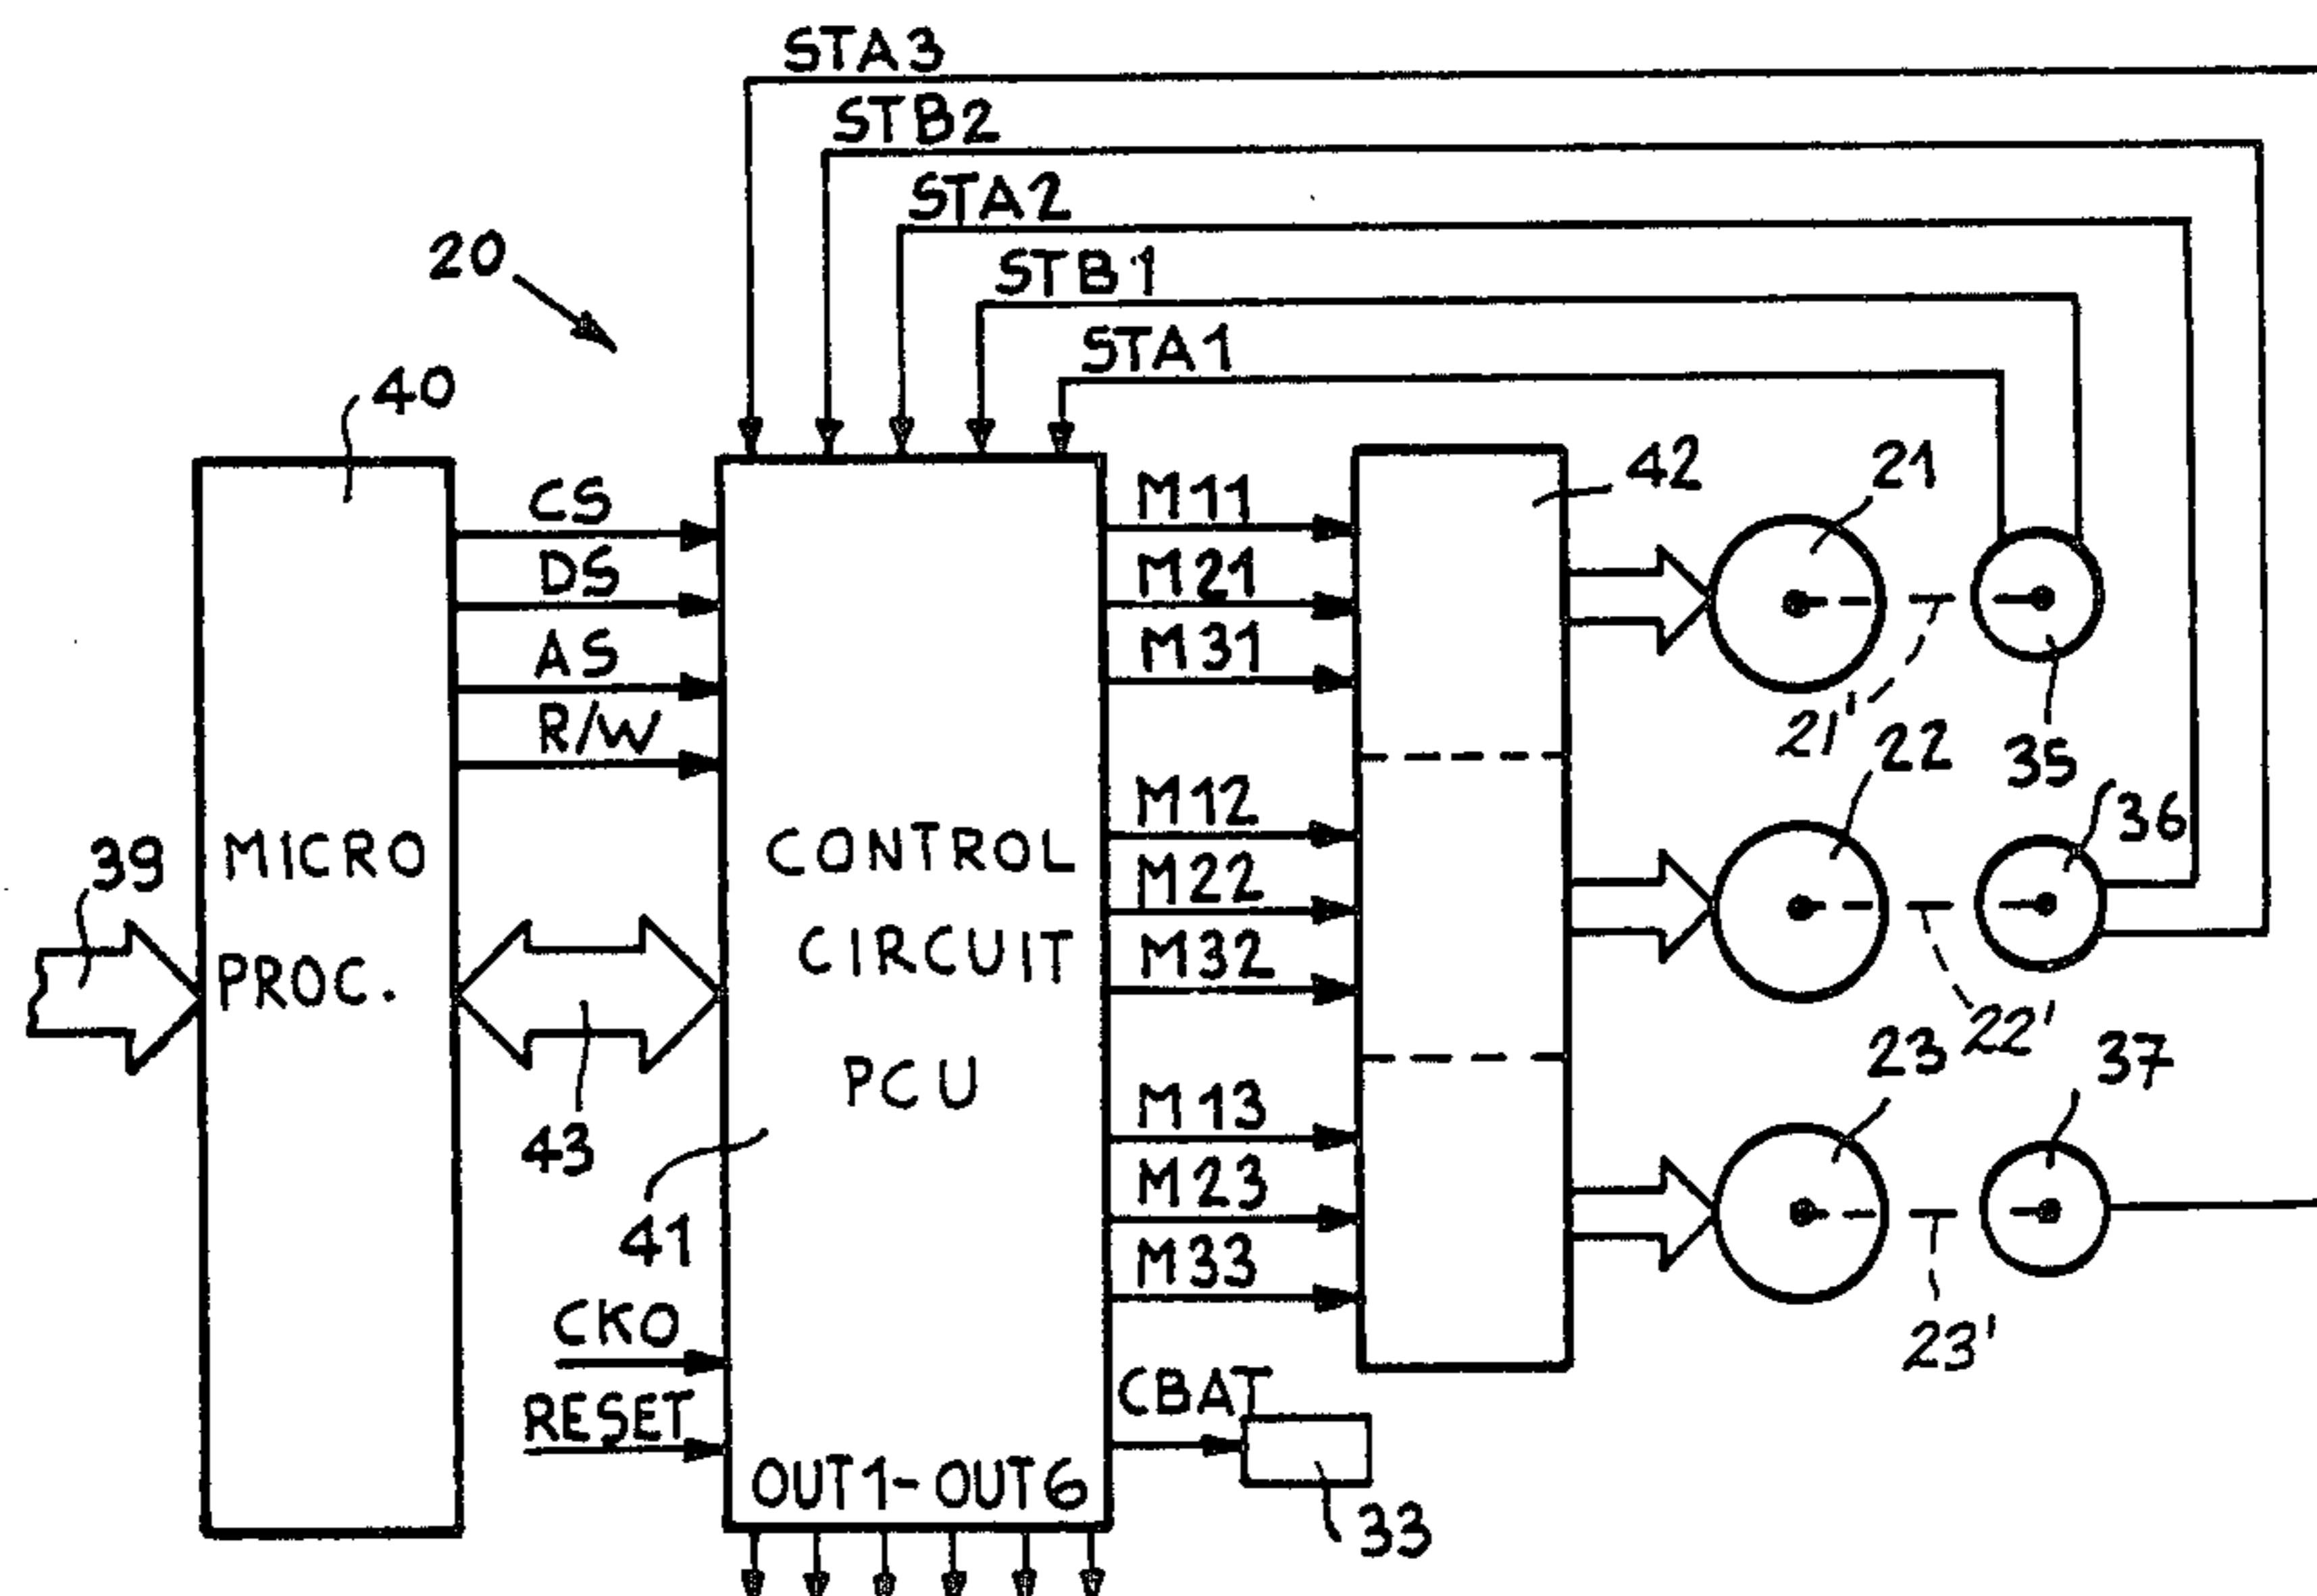 STA3
STB2
STA2
20
STB1
STA1
40
42
21
CS
M11
DS
M21
AS
M31
R/W
21'
22
35
M12
36
39
MICRO
CONTROL
M22
PROC.
CIRCUIT
M32
22'
23
37
PCU
M13
43
M23
41
M33
CKO
23'
RESET
CBAT
OUT1-OUT6
33